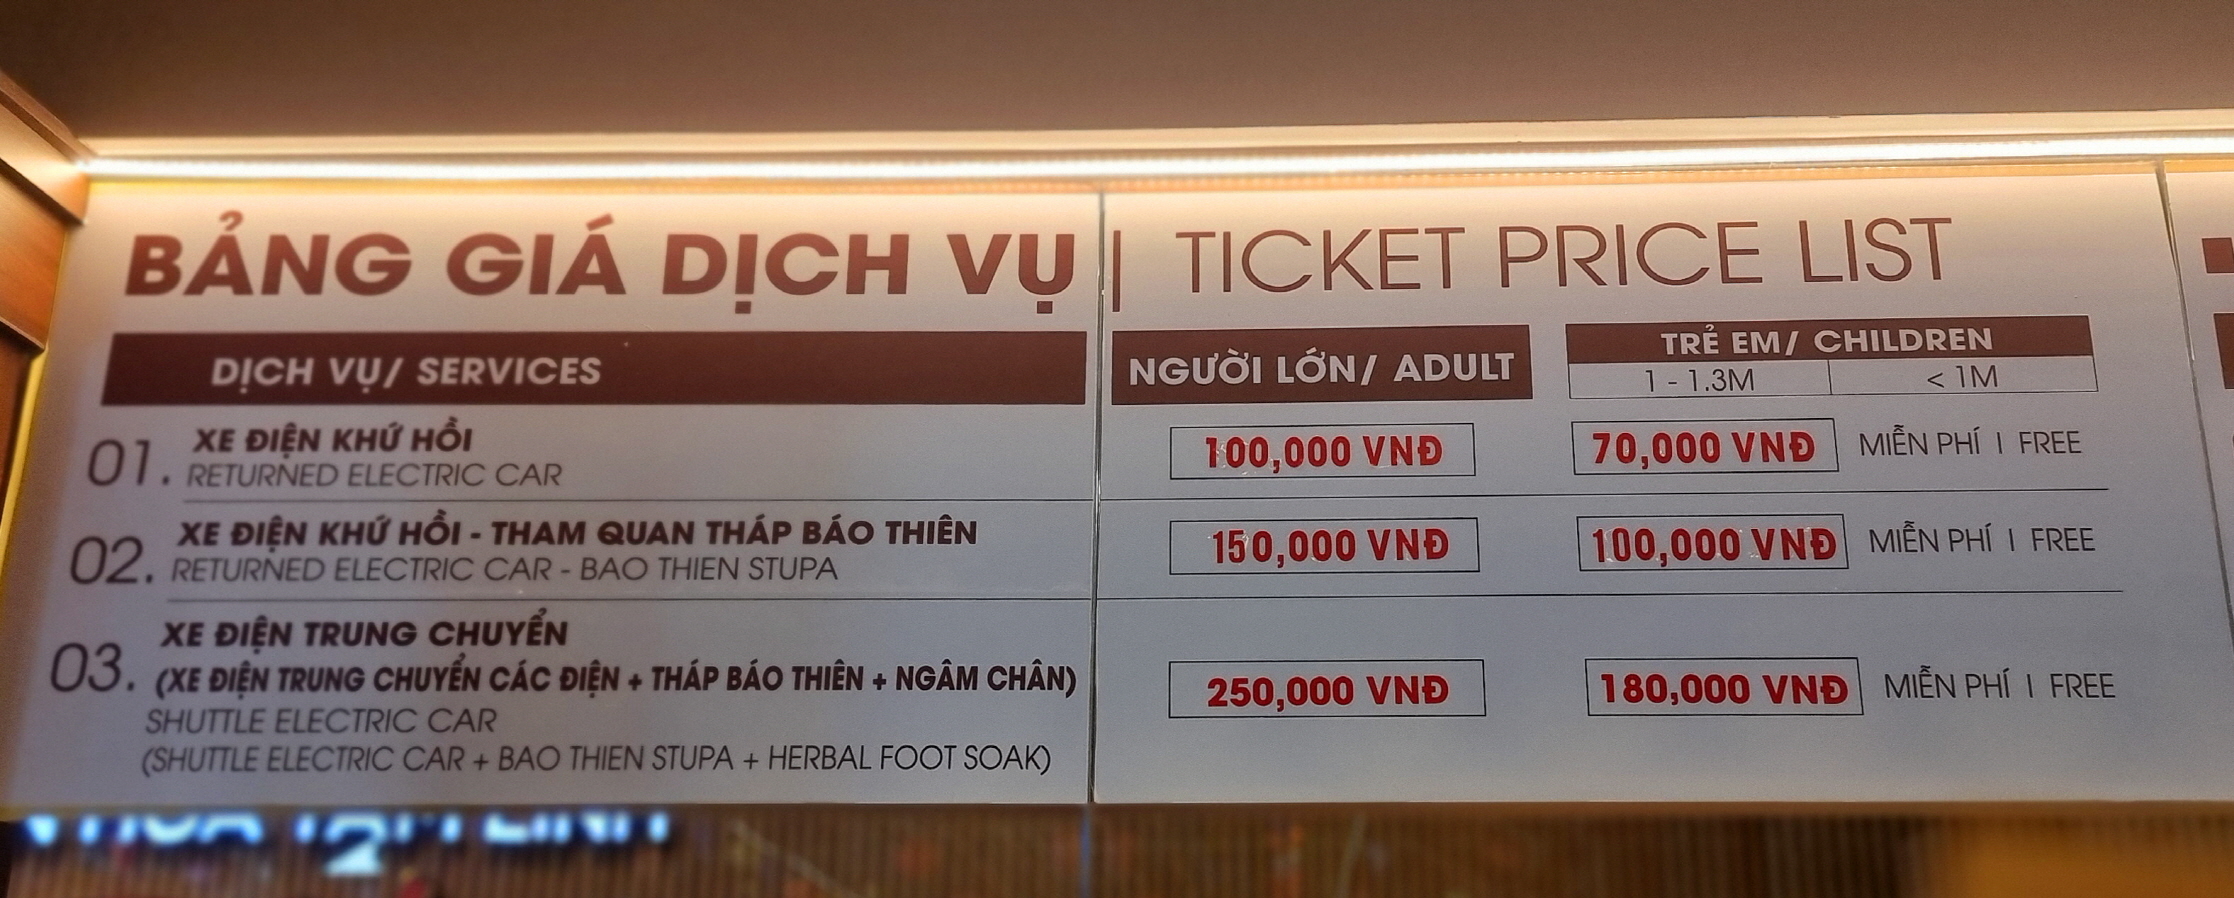 BẢNG GIÁ DỊCH VỤ | TICKET PRICE LIST
DỊCH VỤ/ SERVICES
NGƯỜI LỚN/ ADULT
TRẺ EM/ CHILDREN
1 - 1.3M
< 1M
01. XE ĐIỆN KHỨ HỒI
RETURNED ELECTRIC CAR
100,000 VNĐ
70,000 VNĐ
MIỄN PHÍ I FREE
02. XE ĐIỆN KHỨ HỒI - THAM QUAN THÁP BÁO THIÊN
RETURNED ELECTRIC CAR - BAO THIEN STUPA
150,000 VNĐ
100,000 VNĐ
MIỄN PHÍ I FREE
03. XE ĐIỆN TRUNG CHUYỂN
(XE ĐIỆN TRUNG CHUYỂN CÁC ĐIỆN + THÁP BÁO THIÊN + NGÂM CHÂN)
SHUTTLE ELECTRIC CAR
(SHUTTLE ELECTRIC CAR + BAO THIEN STUPA + HERBAL FOOT SOAK)
250,000 VNĐ
180,000 VNĐ
MIỄN PHÍ I FREE